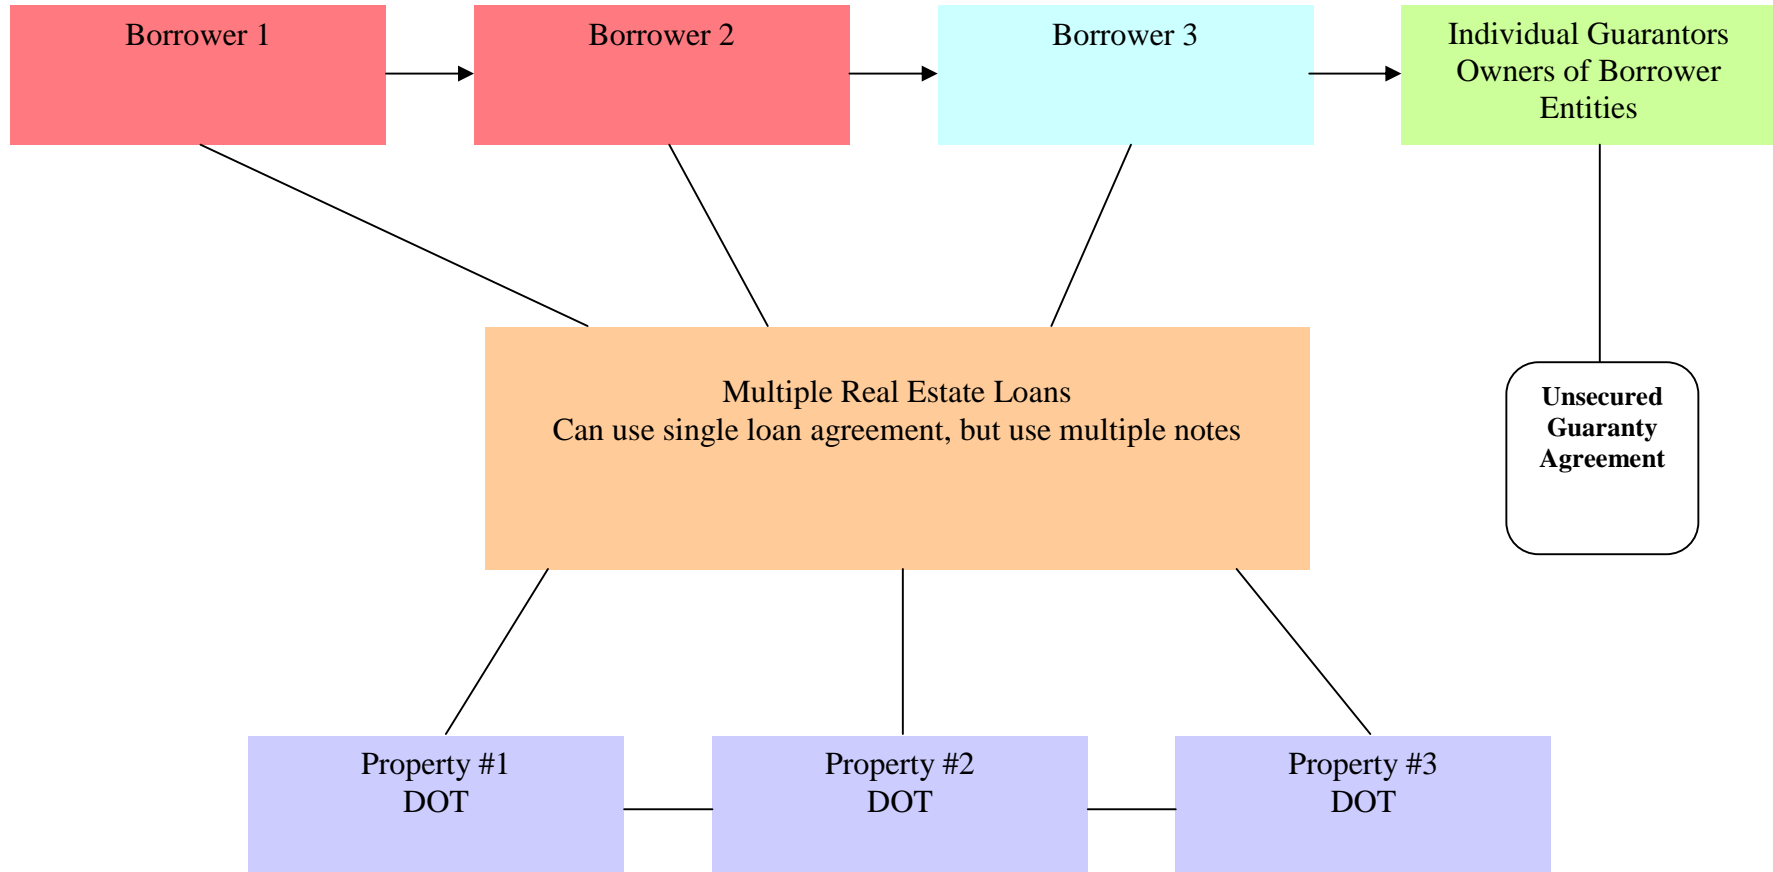 Borrower 1
Borrower 2
Borrower 3
Individual Guarantors
Owners of Borrower
Entities
Multiple Real Estate Loans
Can use single loan agreement, but use multiple notes
Unsecured
Guaranty
Agreement
Property #1
DOT
Property #2
DOT
Property #3
DOT